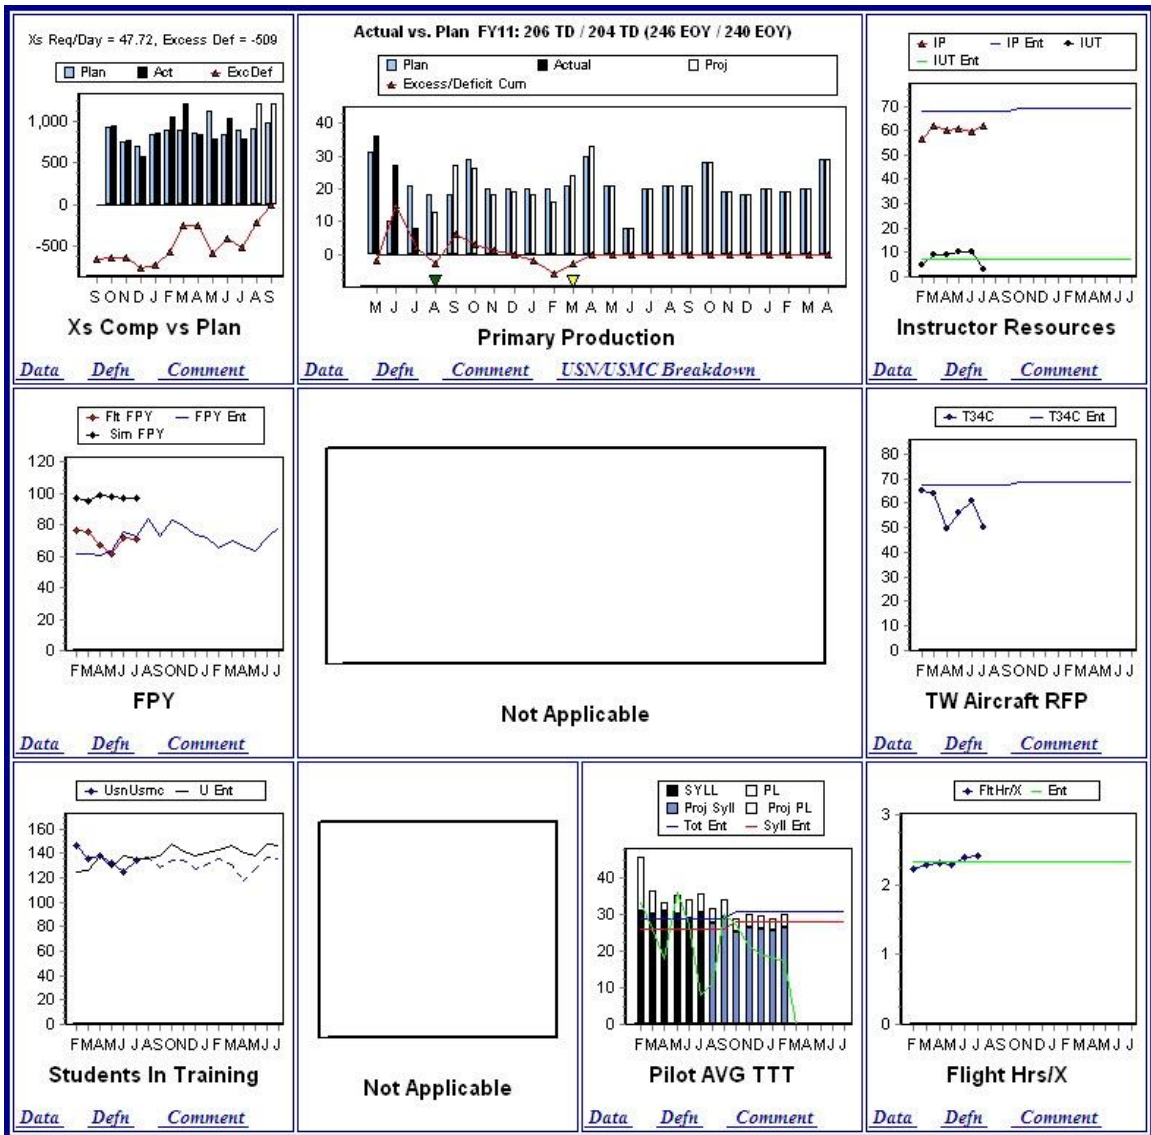 Xs Req/Day = 47.72, Excess Def = -509
Plan Act ExcDef
1,000
500
0
-500
S O N D J F M A M J J A S
Xs Comp vs Plan
Data Defn Comment
Actual vs. Plan FY11: 206 TD / 204 TD (246 EOY / 240 EOY)
Plan Actual Proj
Excess/Deficit Cum
40
30
20
10
0
M J J A S O N D J F M A M J J A S O N D J F M A
Primary Production
Data Defn Comment USN/USMC Breakdown
IP IP Ent IUT
IUT Ent
70
60
50
40
30
20
10
0
F M A M J J A S O N D J F M A M J J
Instructor Resources
Data Defn Comment
Flt FPY FPY Ent
Sim FPY
120
100
80
60
40
20
0
F M A M J J A S O N D J F M A M J J
FPY
Data Defn Comment
Not Applicable
T34C T34C Ent
80
70
60
50
40
30
20
10
0
F M A M J J A S O N D J F M A M J J
TW Aircraft RFP
Data Defn Comment
UsnUsmc U Ent
160
140
120
100
80
60
40
20
0
F M A M J J A S O N D J F M A M J J
Students In Training
Data Defn Comment
Not Applicable
SYLL PL
Proj Syll Proj PL
Tot Ent Syll Ent
40
30
20
10
0
F M A M J J A S O N D J F M A M J J
Pilot AVG TTT
Data Defn Comment
FltHr/X Ent
3
2
1
0
F M A M J J A S O N D J F M A M J J
Flight Hrs/X
Data Defn Comment